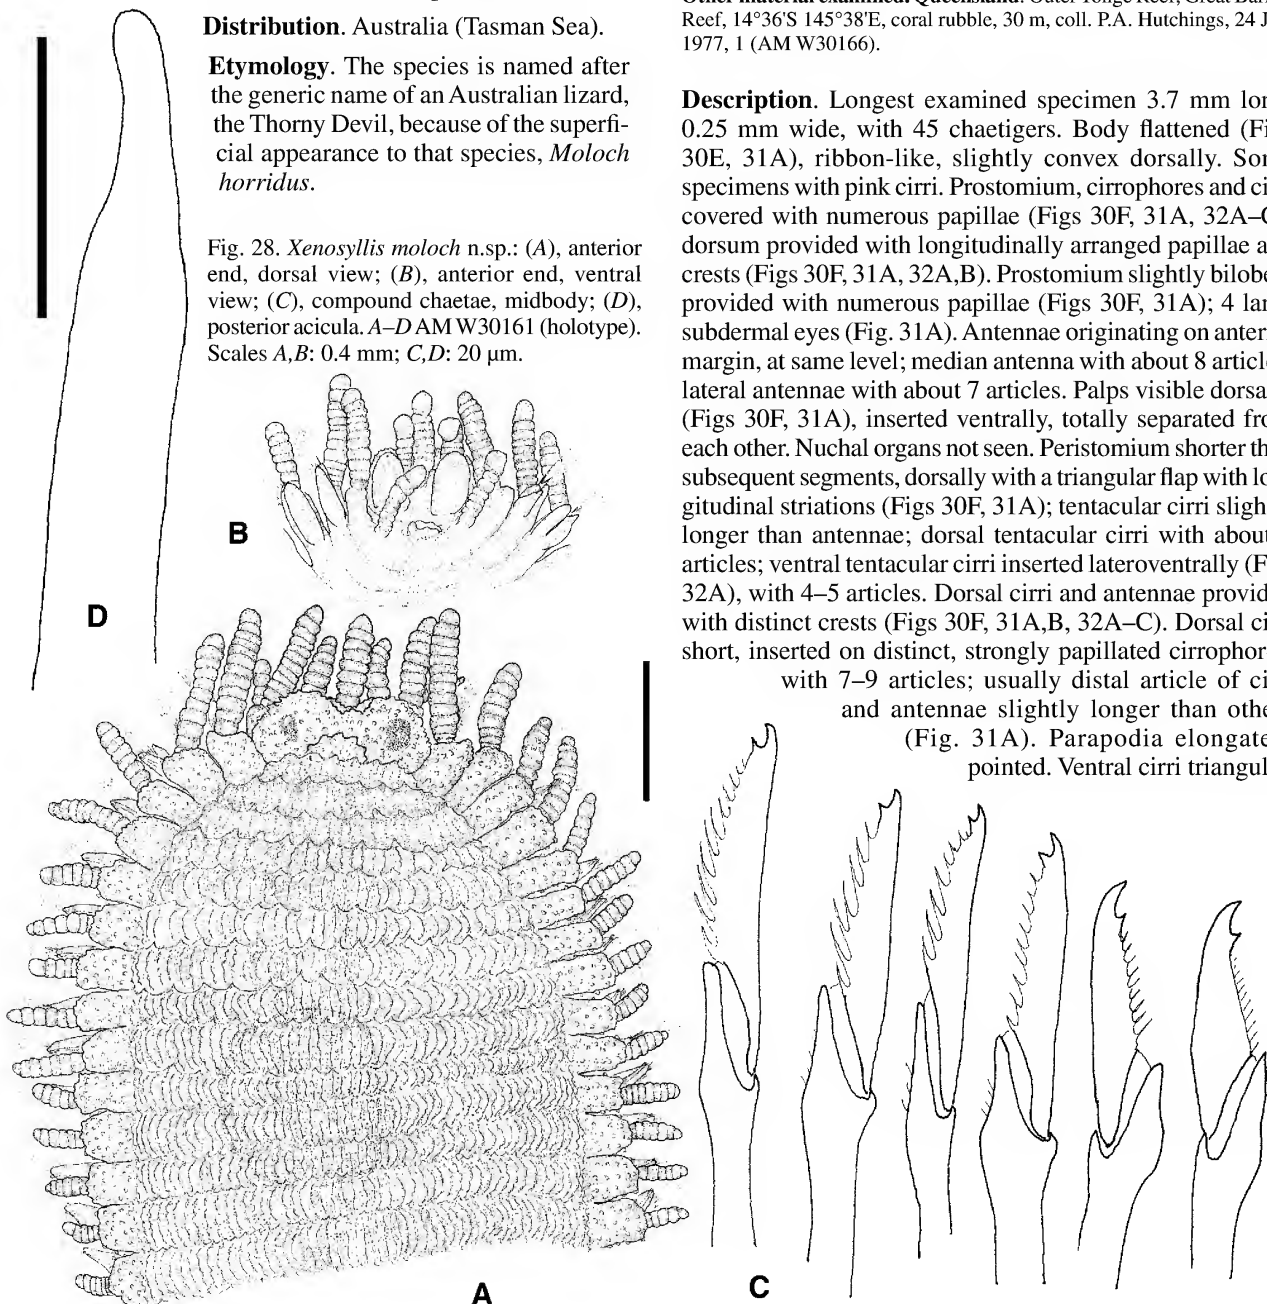 Distribution. Australia (Tasman Sea).
Etymology. The species is named after
the generic name of an Australian lizard,
the Thorny Devil, because of the superfi-
cial appearance to that species, Moloch
horridus.
Fig. 28. Xenosyllis moloch n.sp.: (A), anterior
end, dorsal view; (B), anterior end, ventral
view; (C), compound chaetae, midbody; (D),
posterior acicula. A–D AM W30161 (holotype).
Scales A,B: 0.4 mm; C,D: 20 µm.
B
D
A
Reef, 14°36'S 145°38'E, coral rubble, 30 m, coll. P.A. Hutchings, 24 J
1977, 1 (AM W30166).
Description. Longest examined specimen 3.7 mm lon
0.25 mm wide, with 45 chaetigers. Body flattened (Fi
30E, 31A), ribbon-like, slightly convex dorsally. Som
specimens with pink cirri. Prostomium, cirrophores and ci
covered with numerous papillae (Figs 30F, 31A, 32A–C
dorsum provided with longitudinally arranged papillae a
crests (Figs 30F, 31A, 32A,B). Prostomium slightly bilobe
provided with numerous papillae (Figs 30F, 31A); 4 lar
subdermal eyes (Fig. 31A). Antennae originating on anteri
margin, at same level; median antenna with about 8 article
lateral antennae with about 7 articles. Palps visible dorsal
(Figs 30F, 31A), inserted ventrally, totally separated fro
each other. Nuchal organs not seen. Peristomium shorter tha
subsequent segments, dorsally with a triangular flap with lo
gitudinal striations (Figs 30F, 31A); tentacular cirri slight
longer than antennae; dorsal tentacular cirri with about
articles; ventral tentacular cirri inserted lateroventrally (F
32A), with 4–5 articles. Dorsal cirri and antennae provid
with distinct crests (Figs 30F, 31A,B, 32A–C). Dorsal ci
short, inserted on distinct, strongly papillated cirrophor
with 7–9 articles; usually distal article of ci
and antennae slightly longer than othe
(Fig. 31A). Parapodia elongate
pointed. Ventral cirri triangul
C